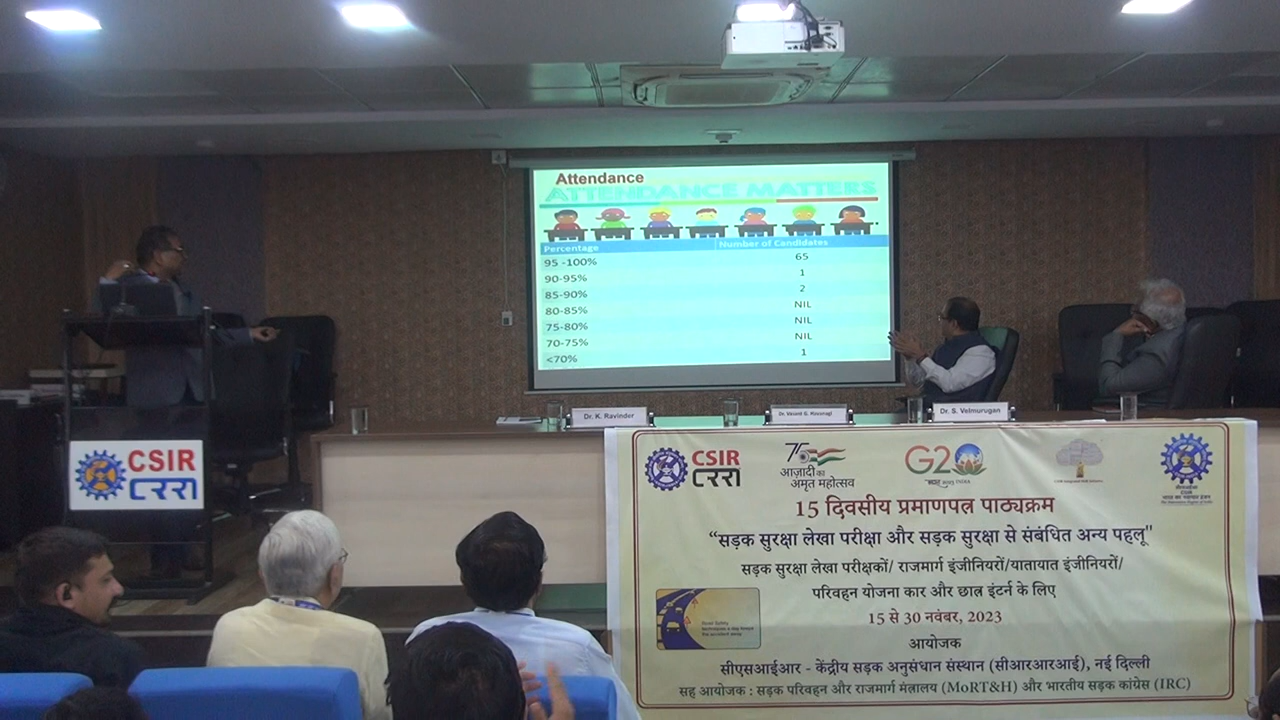 Attendance
ATTENDANCE MATTERS
Percentage Number of Candidates
95 -100% 65
90-95% 1
85-90% 2
80-85% NIL
75-80% NIL
70-75% NIL
<70% 1
Dr. K. Ravinder
Dr. S. Velmurugan
CSIR
CSIR
75
आज़ादी का
अमृत महोत्सव
G20
15 दिवसीय प्रमाणपत्र पाठ्यक्रम
“सड़क सुरक्षा लेखा परीक्षा और सड़क सुरक्षा से संबंधित अन्य पहलू"
सड़क सुरक्षा लेखा परीक्षकों/ राजमार्ग इंजीनियरों/यातायात इंजीनियरों/
परिवहन योजना कार और छात्र इंटर्न के लिए
15 से 30 नवंबर, 2023
आयोजक
सीएसआईआर - केंद्रीय सड़क अनुसंधान संस्थान (सीआरआरआई), नई दिल्ली
सह आयोजक : सड़क परिवहन और राजमार्ग मंत्रालय (MoRT&H) और भारतीय सड़क कांग्रेस (IRC)